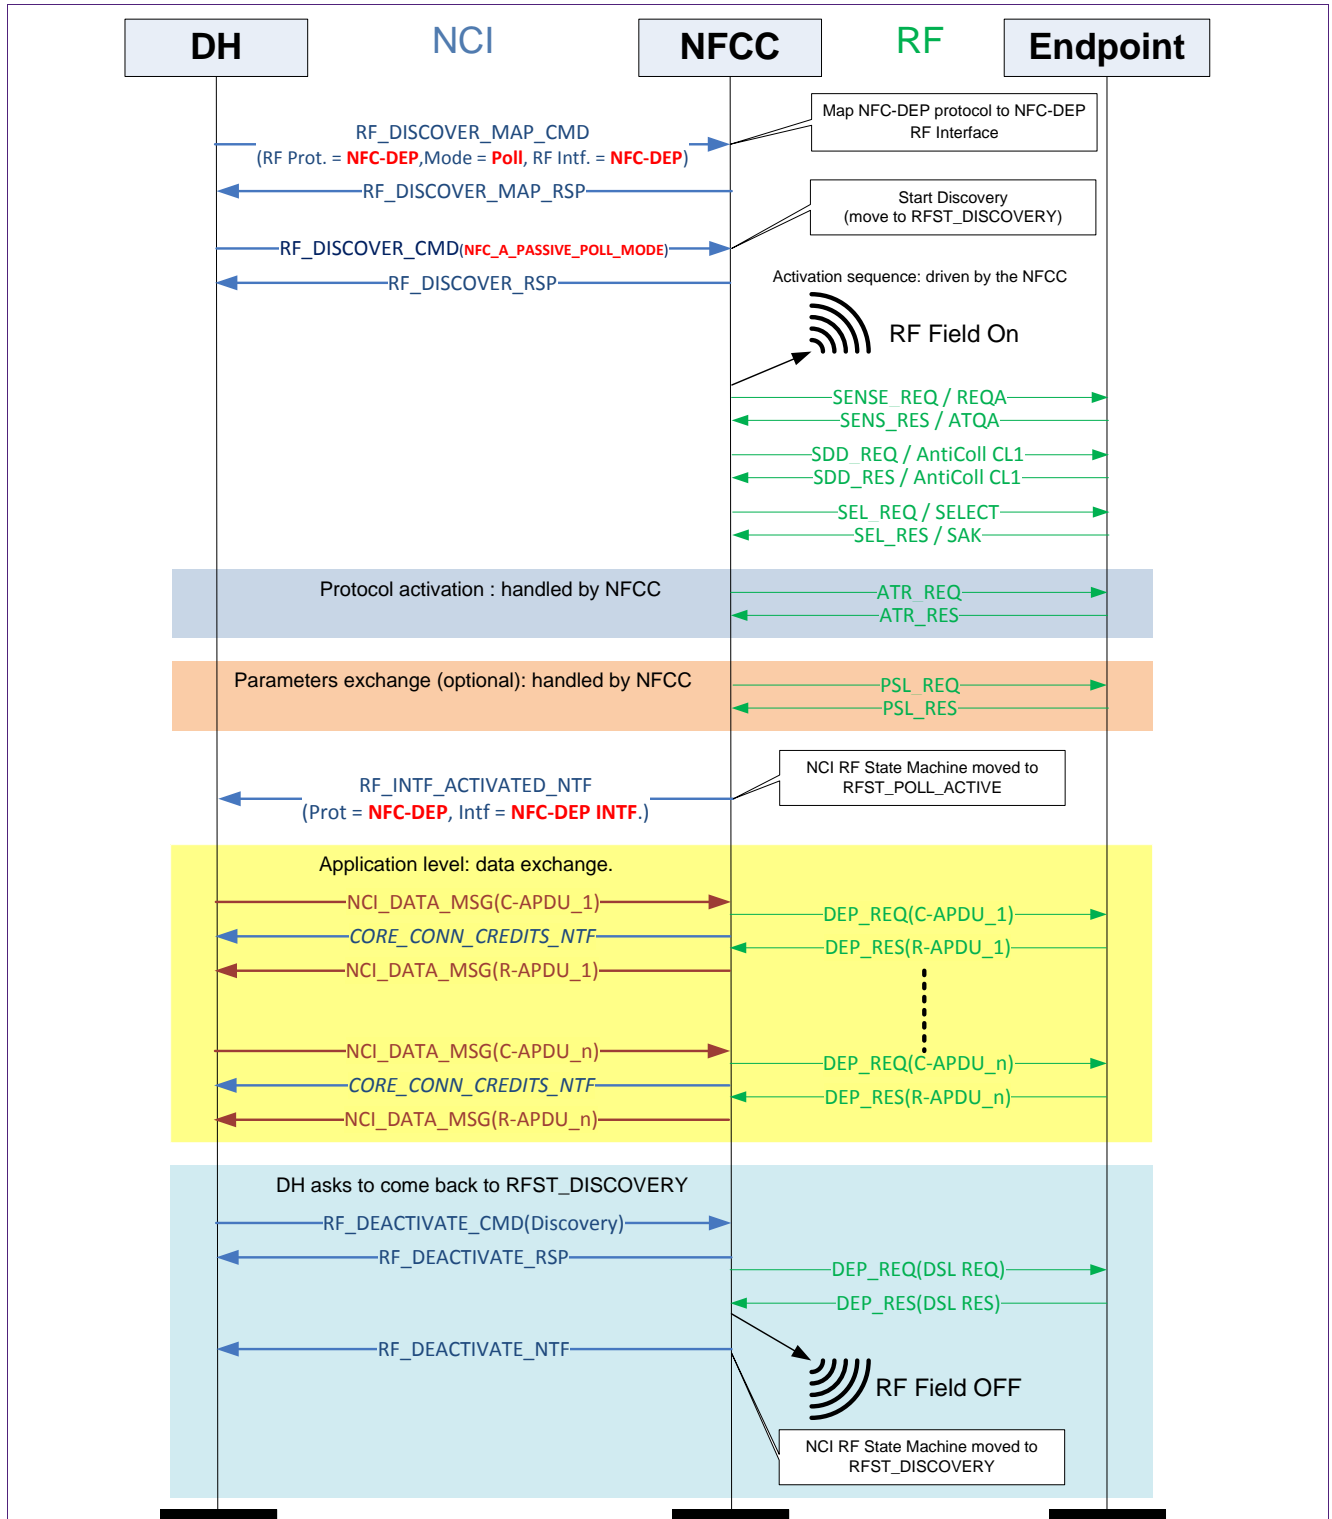 DH
NCI
NFCC
RF
Endpoint
Map NFC-DEP protocol to NFC-DEP
RF Interface
RF_DISCOVER_MAP_CMD
(RF Prot. = NFC-DEP,Mode = Poll, RF Intf. = NFC-DEP)
RF_DISCOVER_MAP_RSP
Start Discovery
(move to RFST_DISCOVERY)
RF_DISCOVER_CMD(NFC_A_PASSIVE_POLL_MODE)
RF_DISCOVER_RSP
Activation sequence: driven by the NFCC
RF Field On
SENSE_REQ / REQA
SENS_RES / ATQA
SDD_REQ / AntiColl CL1
SDD_RES / AntiColl CL1
SEL_REQ / SELECT
SEL_RES / SAK
Protocol activation : handled by NFCC
ATR_REQ
ATR_RES
Parameters exchange (optional): handled by NFCC
PSL_REQ
PSL_RES
NCI RF State Machine moved to
RFST_POLL_ACTIVE
RF_INTF_ACTIVATED_NTF
(Prot = NFC-DEP, Intf = NFC-DEP INTF.)
Application level: data exchange.
NCI_DATA_MSG(C-APDU_1)
DEP_REQ(C-APDU_1)
CORE_CONN_CREDITS_NTF
DEP_RES(R-APDU_1)
NCI_DATA_MSG(R-APDU_1)
NCI_DATA_MSG(C-APDU_n)
DEP_REQ(C-APDU_n)
CORE_CONN_CREDITS_NTF
DEP_RES(R-APDU_n)
NCI_DATA_MSG(R-APDU_n)
DH asks to come back to RFST_DISCOVERY
RF_DEACTIVATE_CMD(Discovery)
RF_DEACTIVATE_RSP
DEP_REQ(DSL REQ)
DEP_RES(DSL RES)
RF_DEACTIVATE_NTF
RF Field OFF
NCI RF State Machine moved to
RFST_DISCOVERY